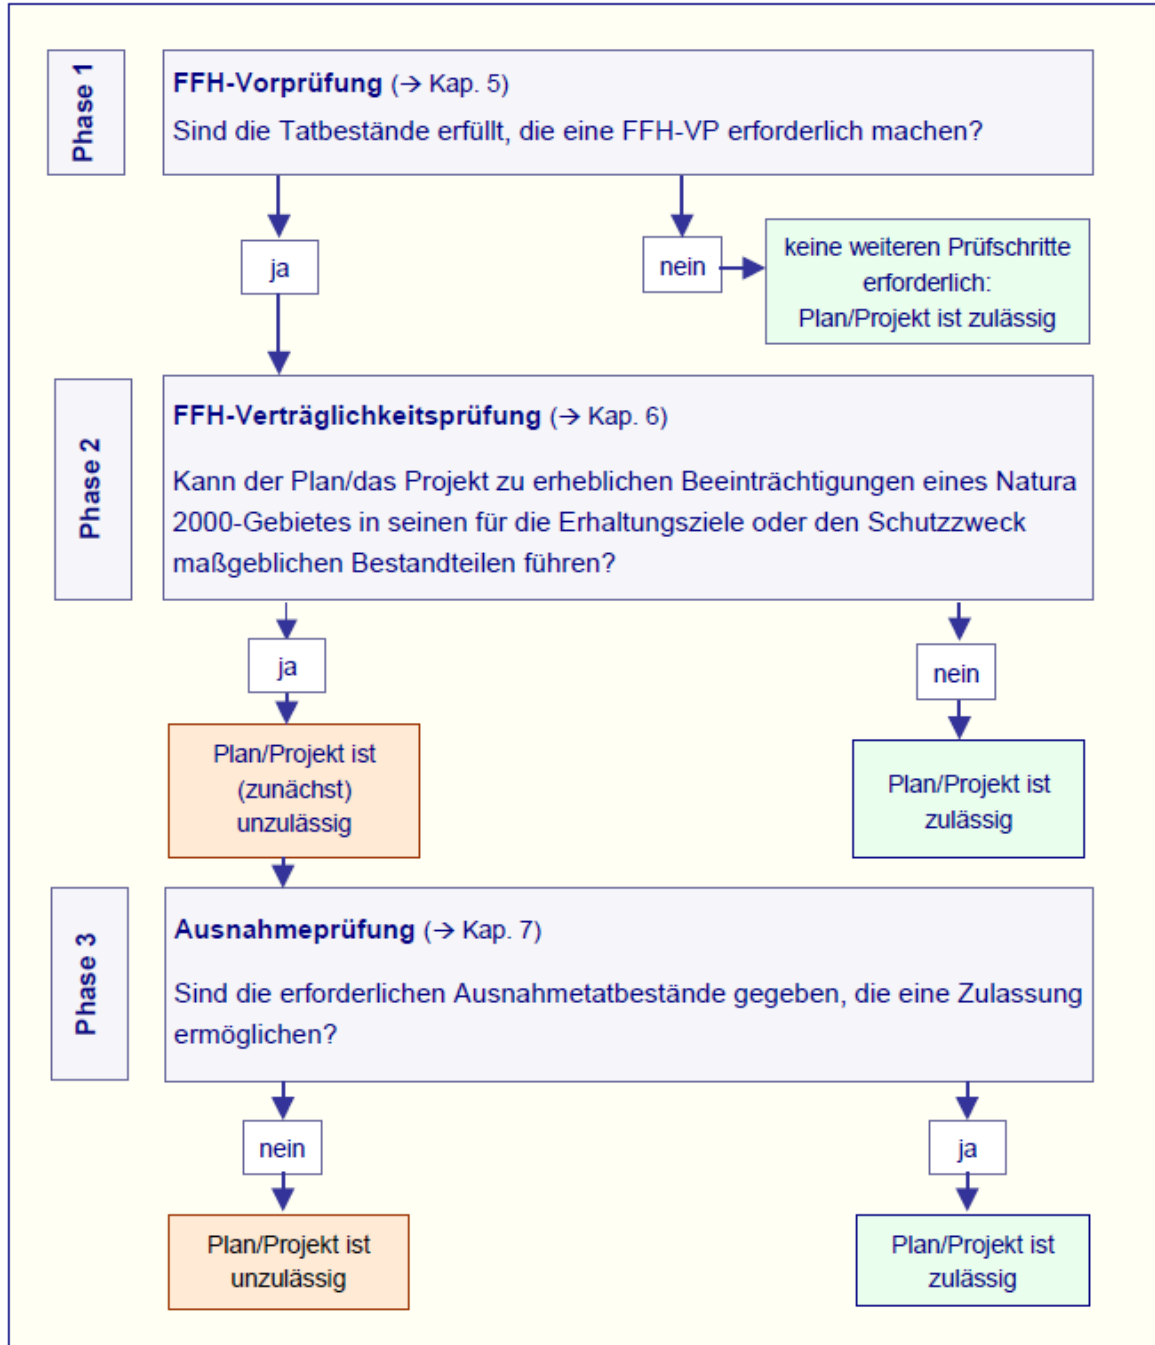 Phase 1
FFH-Vorprüfung (→ Kap. 5)
Sind die Tatbestände erfüllt, die eine FFH-VP erforderlich machen?
ja
nein
keine weiteren Prüfschritte
erforderlich:
Plan/Projekt ist zulässig
Phase 2
FFH-Verträglichkeitsprüfung (→ Kap. 6)
Kann der Plan/das Projekt zu erheblichen Beeinträchtigungen eines Natura
2000-Gebietes in seinen für die Erhaltungsziele oder den Schutzzweck
maßgeblichen Bestandteilen führen?
ja
nein
Plan/Projekt ist
(zunächst)
unzulässig
Plan/Projekt ist
zulässig
Phase 3
Ausnahmeprüfung (→ Kap. 7)
Sind die erforderlichen Ausnahmetatbestände gegeben, die eine Zulassung
ermöglichen?
nein
ja
Plan/Projekt ist
unzulässig
Plan/Projekt ist
zulässig